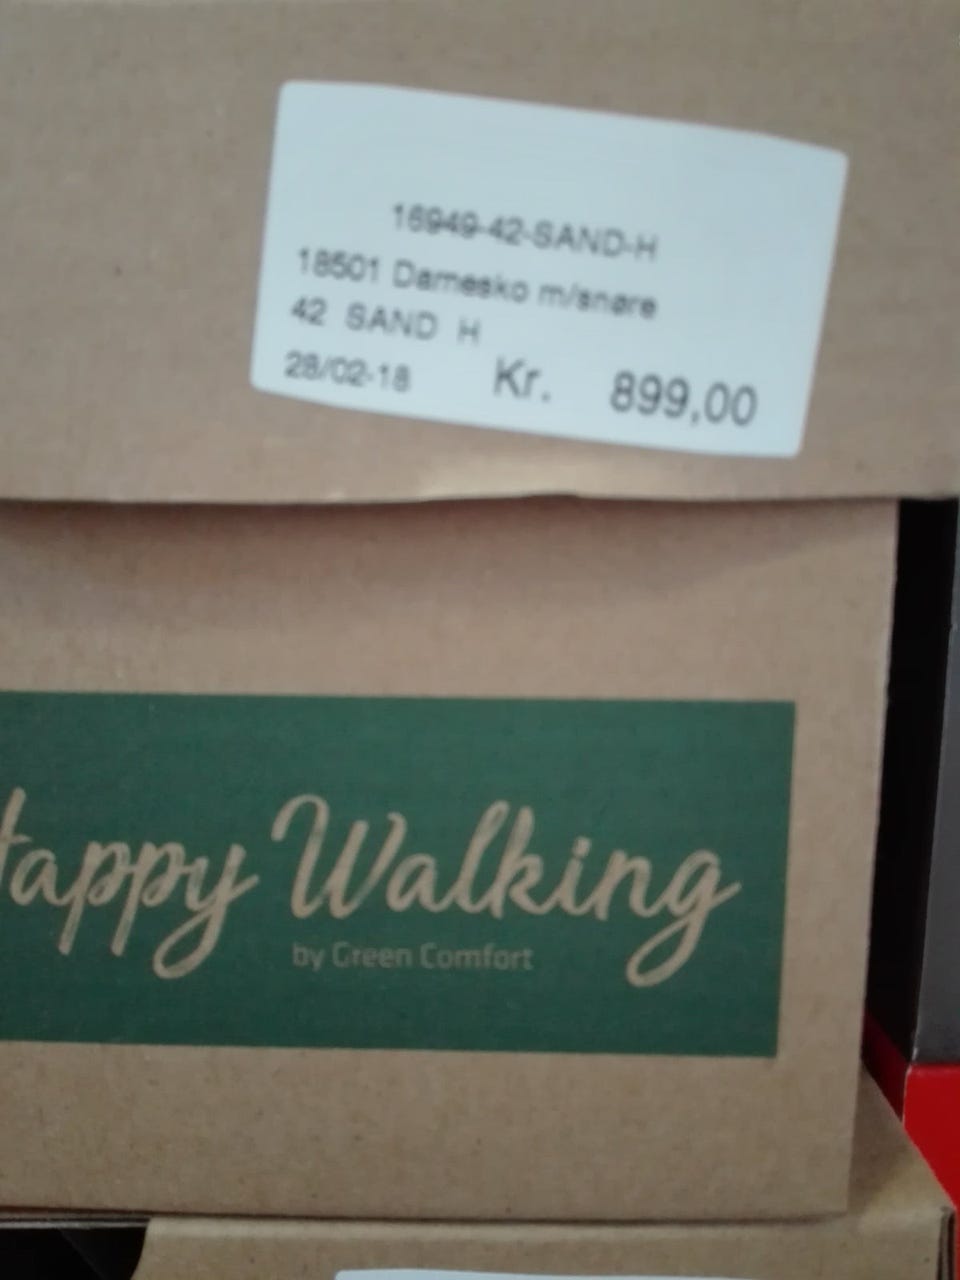 16949-42-SAND-H
18501 Damesko m/snøre
42 SAND H
28/02-18 Kr. 899,00
Happy Walking
by Green Comfort